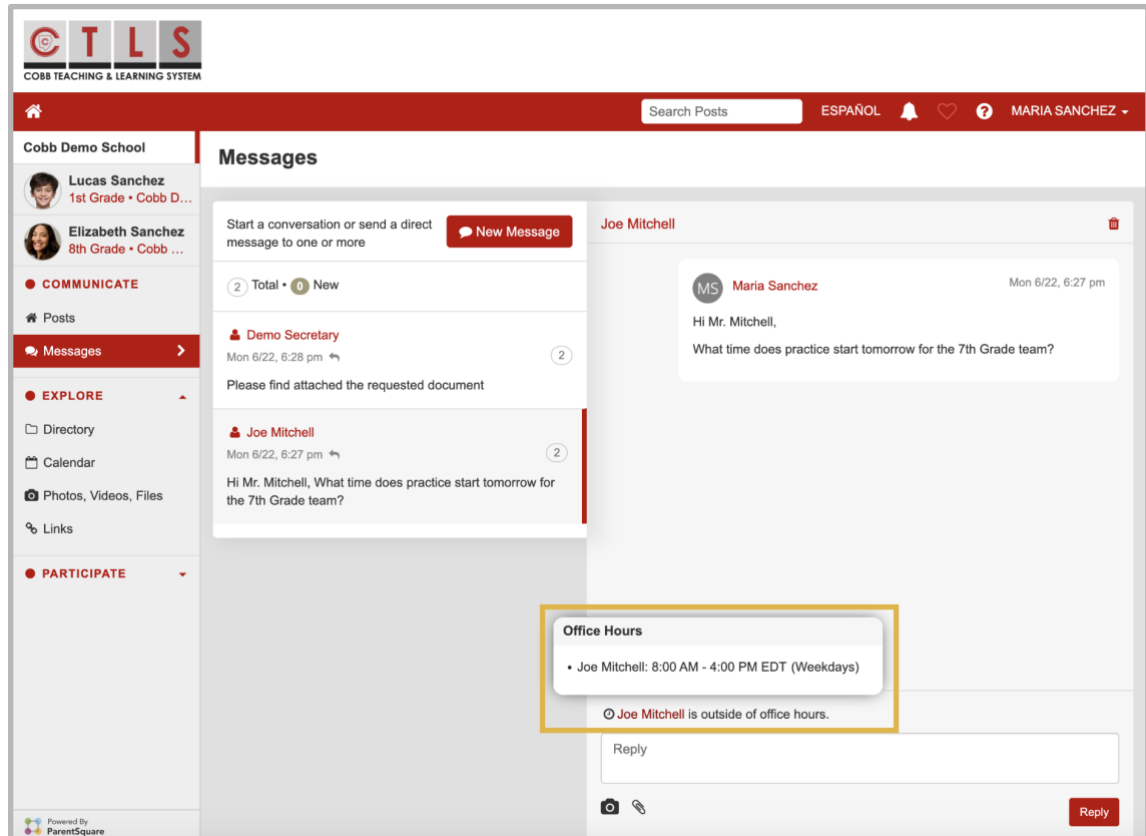 C T L S
COBB TEACHING & LEARNING SYSTEM
Search Posts
ESPAÑOL
MARIA SANCHEZ
Cobb Demo School
Lucas Sanchez
1st Grade • Cobb D...
Elizabeth Sanchez
8th Grade • Cobb ...
COMMUNICATE
Posts
Messages
EXPLORE
Directory
Calendar
Photos, Videos, Files
Links
PARTICIPATE
Powered By
ParentSquare
Messages
Start a conversation or send a direct
message to one or more
New Message
2 Total • 0 New
Demo Secretary
Mon 6/22, 6:28 pm
2
Please find attached the requested document
Joe Mitchell
Mon 6/22, 6:27 pm
2
Hi Mr. Mitchell, What time does practice start tomorrow for
the 7th Grade team?
Joe Mitchell
MS Maria Sanchez
Mon 6/22, 6:27 pm
Hi Mr. Mitchell,
What time does practice start tomorrow for the 7th Grade team?
Office Hours
• Joe Mitchell: 8:00 AM - 4:00 PM EDT (Weekdays)
Joe Mitchell is outside of office hours.
Reply
Reply